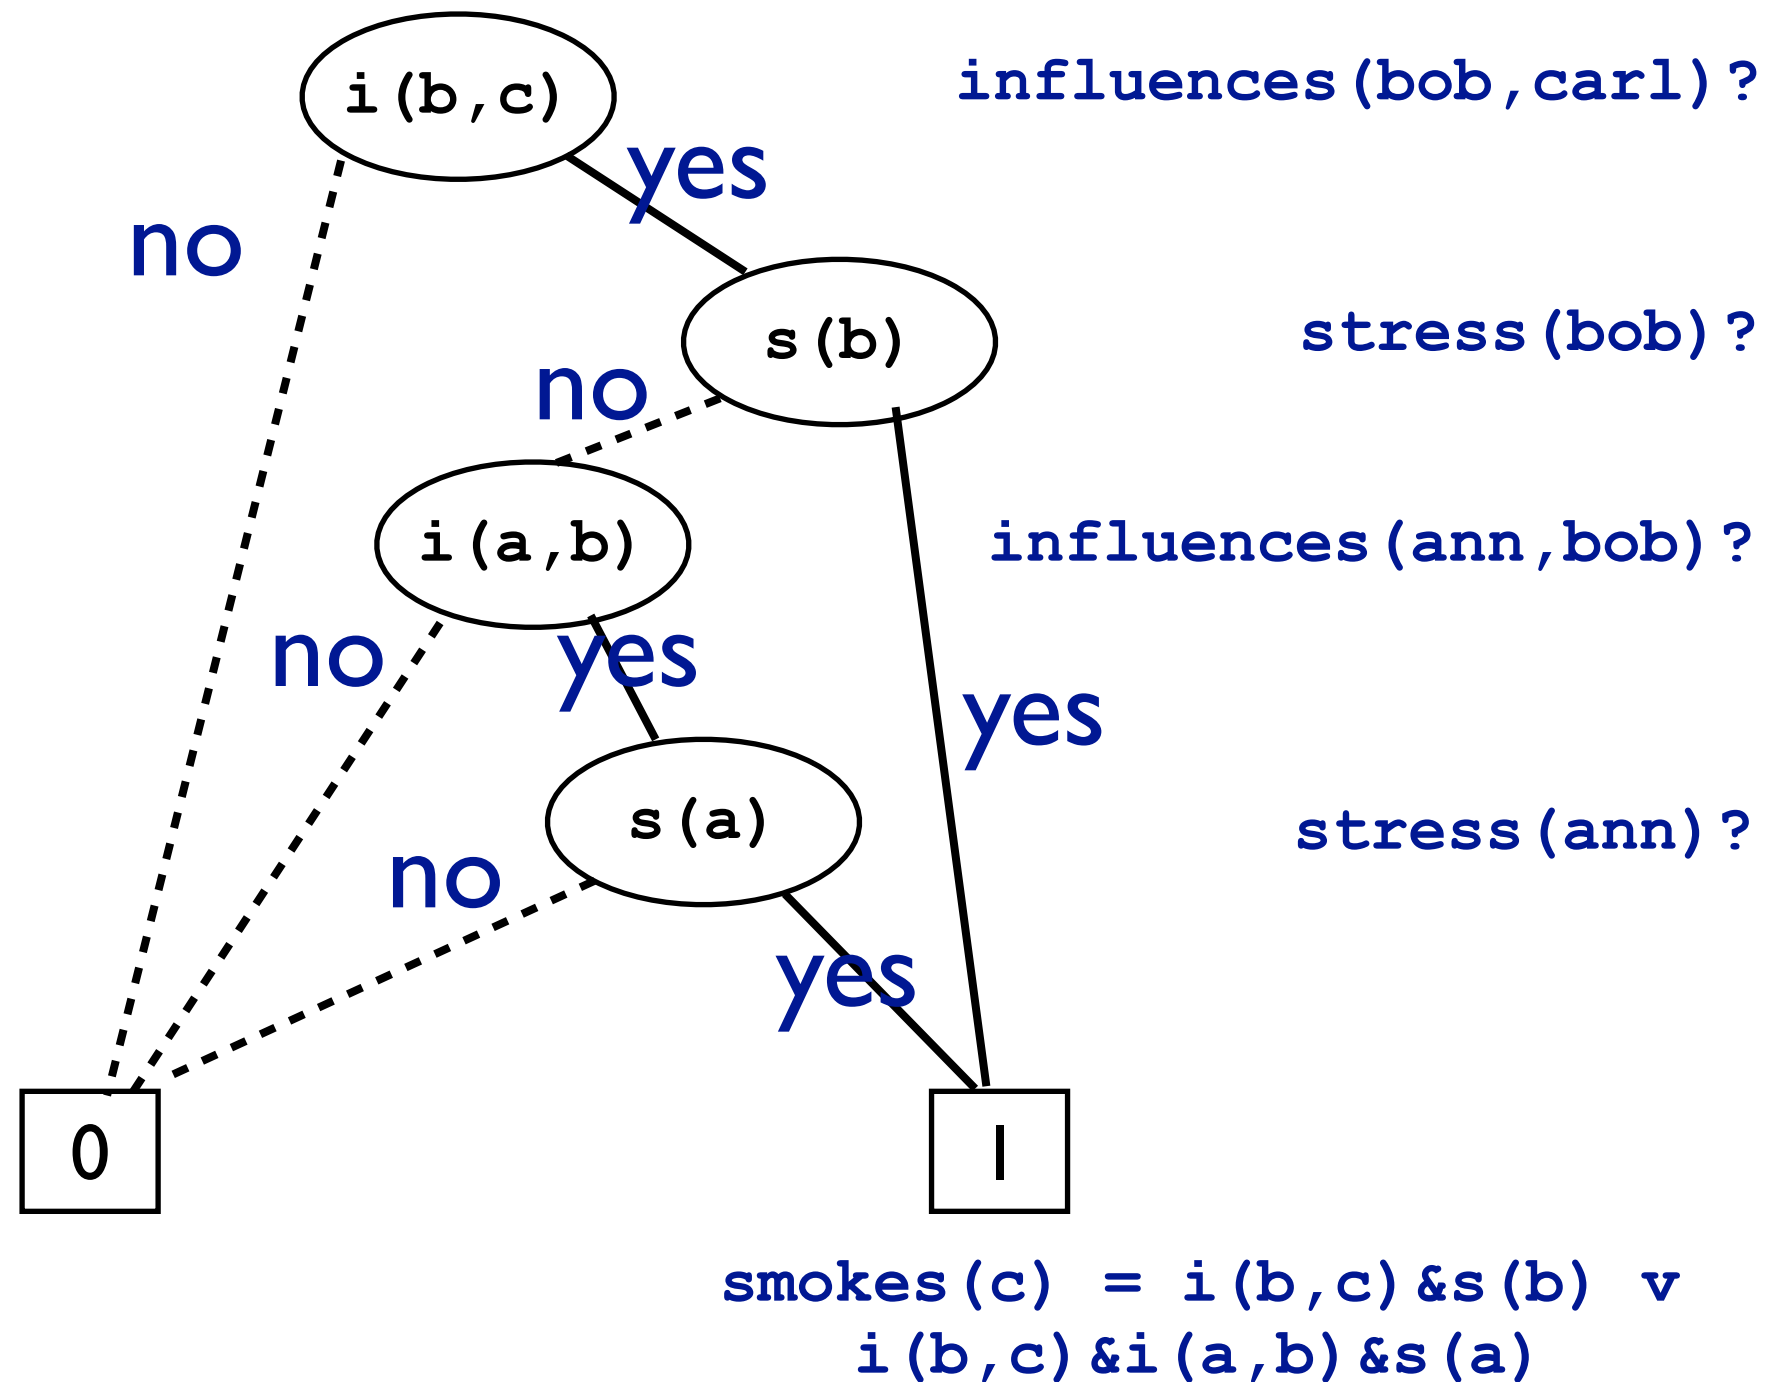 i(b,c)
influences(bob,carl)?
yes
no
s(b)
stress(bob)?
no
i(a,b)
influences(ann,bob)?
no
yes
yes
s(a)
stress(ann)?
no
yes
0
1
smokes(c) = i(b,c)&s(b) v
i(b,c)&i(a,b)&s(a)